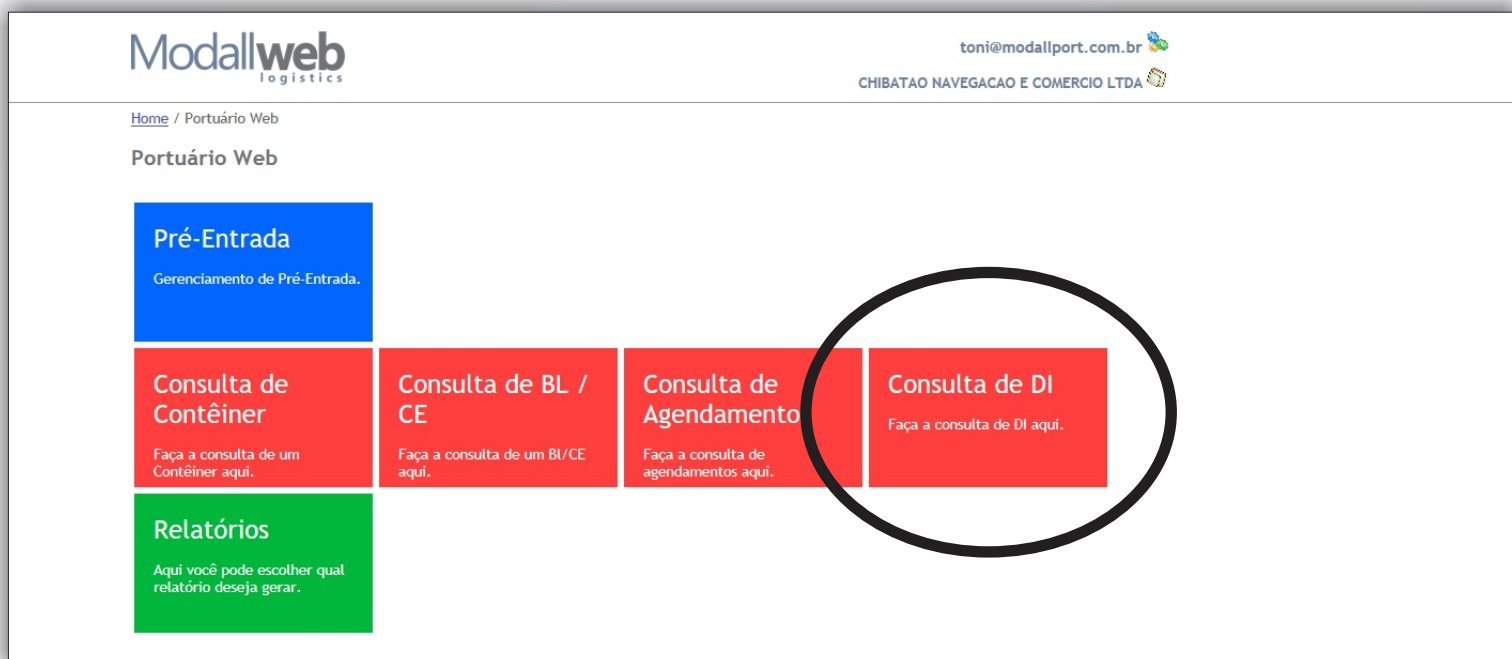 Modallweb
logistics
toni@modallport.com.br
CHIBATAO NAVEGACAO E COMERCIO LTDA
Home / Portuário Web
Portuário Web
Pré-Entrada
Gerenciamento de Pré-Entrada.
Consulta de
Contêiner
Faça a consulta de um
Contêiner aqui.
Consulta de BL /
CE
Faça a consulta de um Bl/CE
aqui.
Consulta de
Agendamento
Faça a consulta de
agendamentos aqui.
Consulta de DI
Faça a consulta de DI aqui.
Relatórios
Aqui você pode escolher qual
relatório deseja gerar.